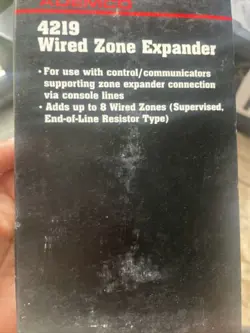 4219
Wired Zone Expander
• For use with control/communicators
supporting zone expander connection
via console lines
• Adds up to 8 Wired Zones (Supervised,
End-of-Line Resistor Type)